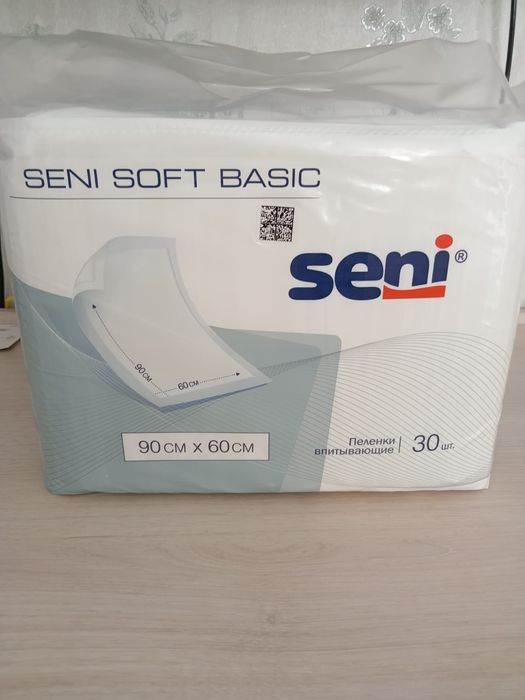 SENI SOFT BASIC
seni®
90 СМ
60 СМ
90 СМ х 60 СМ
Пеленки
впитывающие
30 шт.